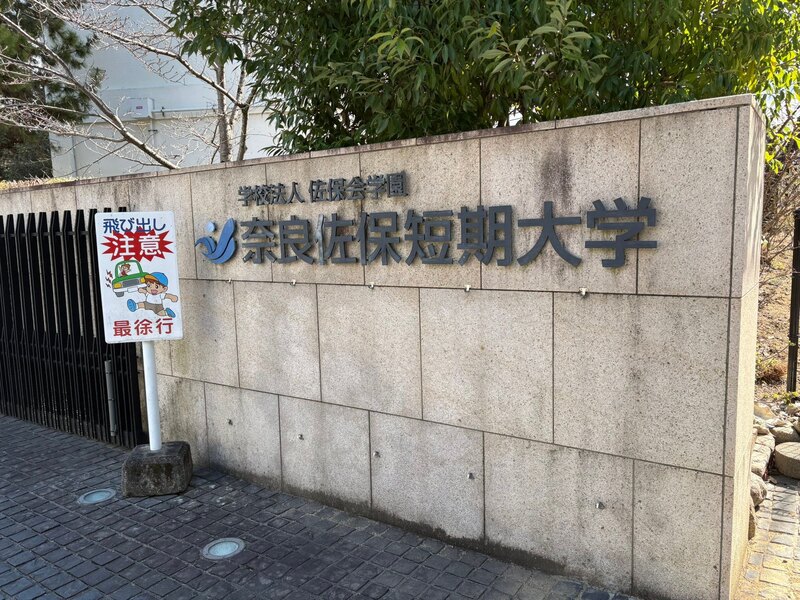 学校法人 佐保会学園
奈良佐保短期大学
飛び出し
注意
最徐行